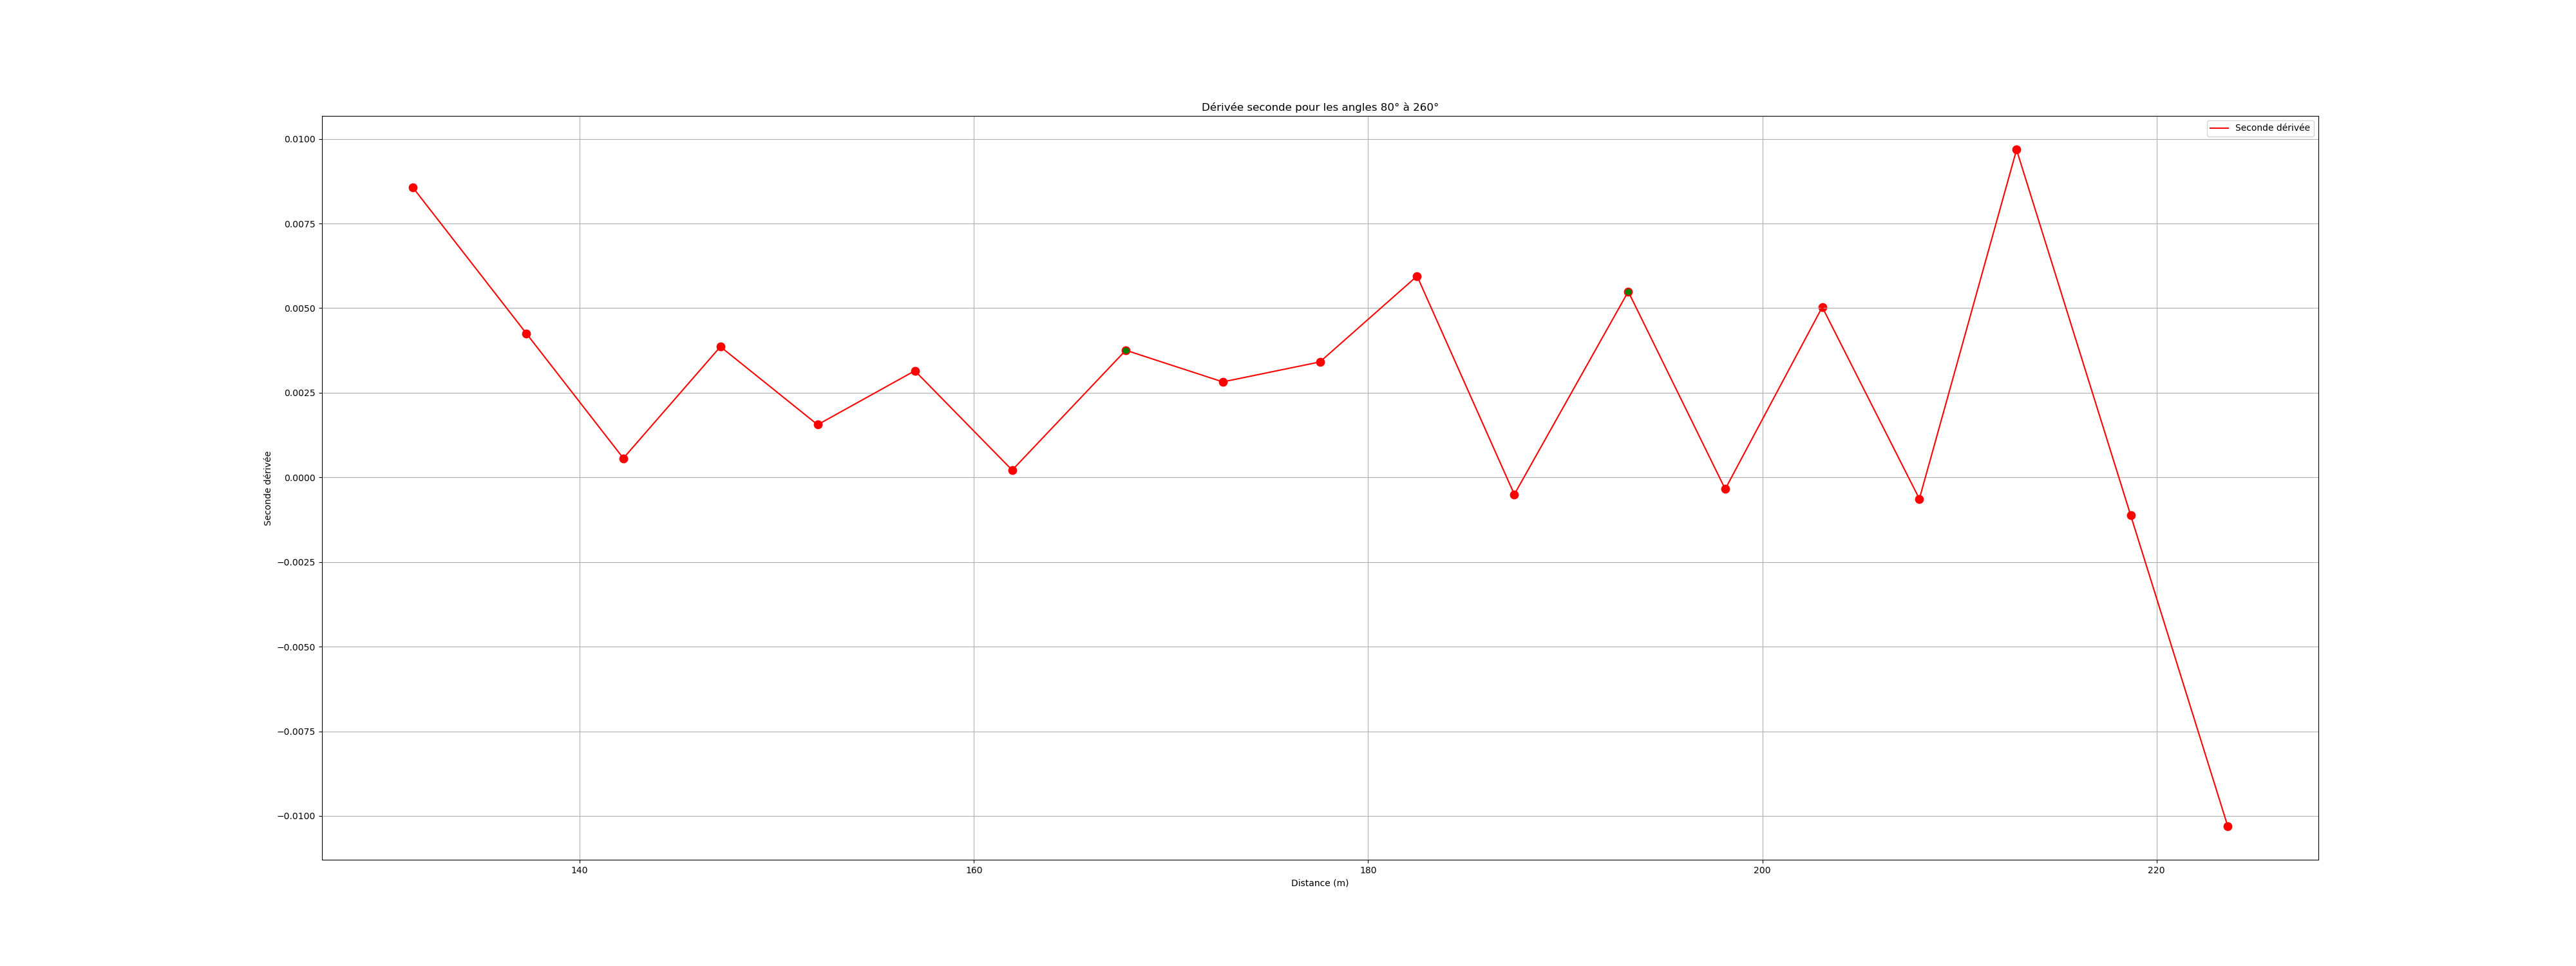 Dérivée seconde pour les angles 80° à 260°
Seconde dérivée
0.0100
0.0075
0.0050
0.0025
0.0000
−0.0025
−0.0050
−0.0075
−0.0100
Seconde dérivée
140 160 180 200 220
Distance (m)